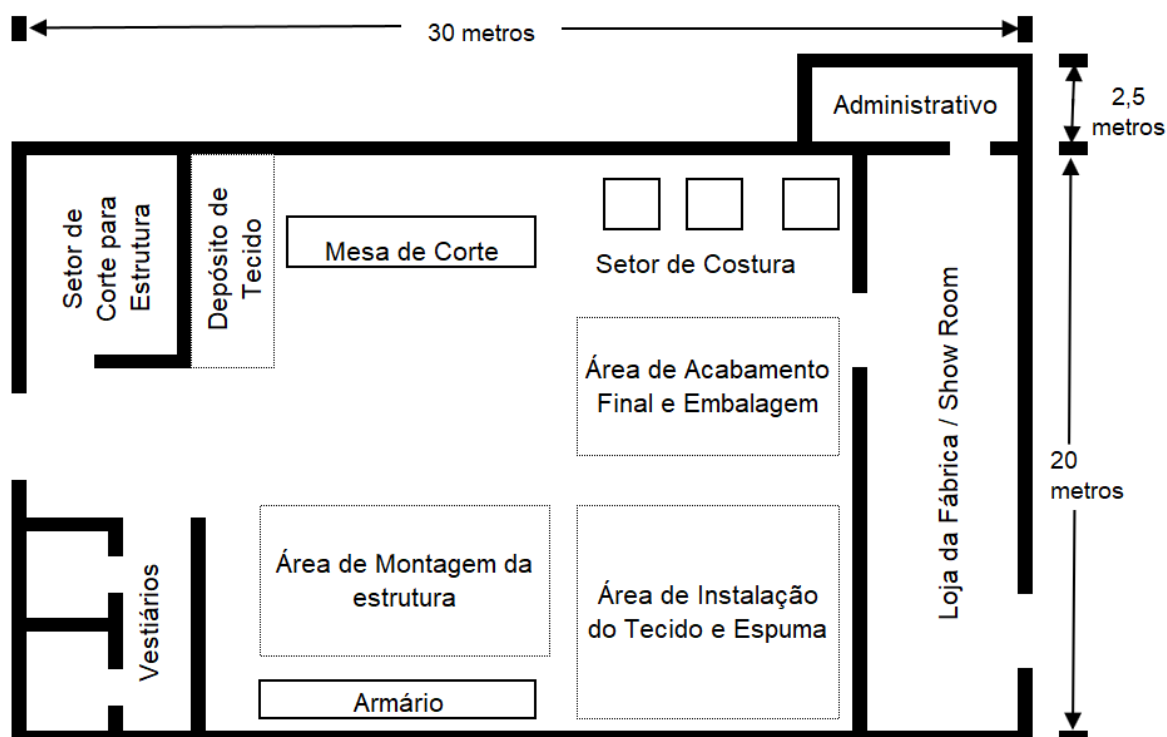 30 metros
Administrativo
2,5
metros
Setor de
Corte para
Estrutura
Depósito de
Tecido
Mesa de Corte
Setor de Costura
Área de Acabamento
Final e Embalagem
Loja da Fábrica / Show Room
20
metros
Vestiários
Área de Montagem da
estrutura
Área de Instalação
do Tecido e Espuma
Armário